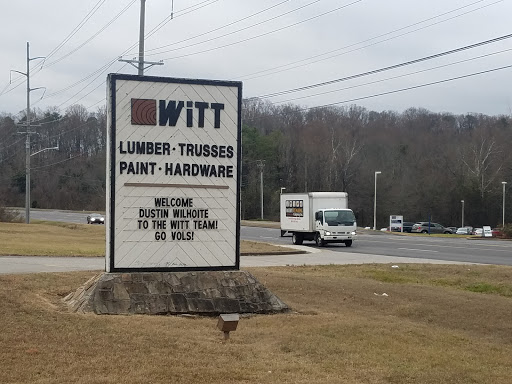 WiTT
LUMBER · TRUSSES
PAINT · HARDWARE
WELCOME
DUSTIN WILHOITE
TO THE WITT TEAM!
GO VOLS!